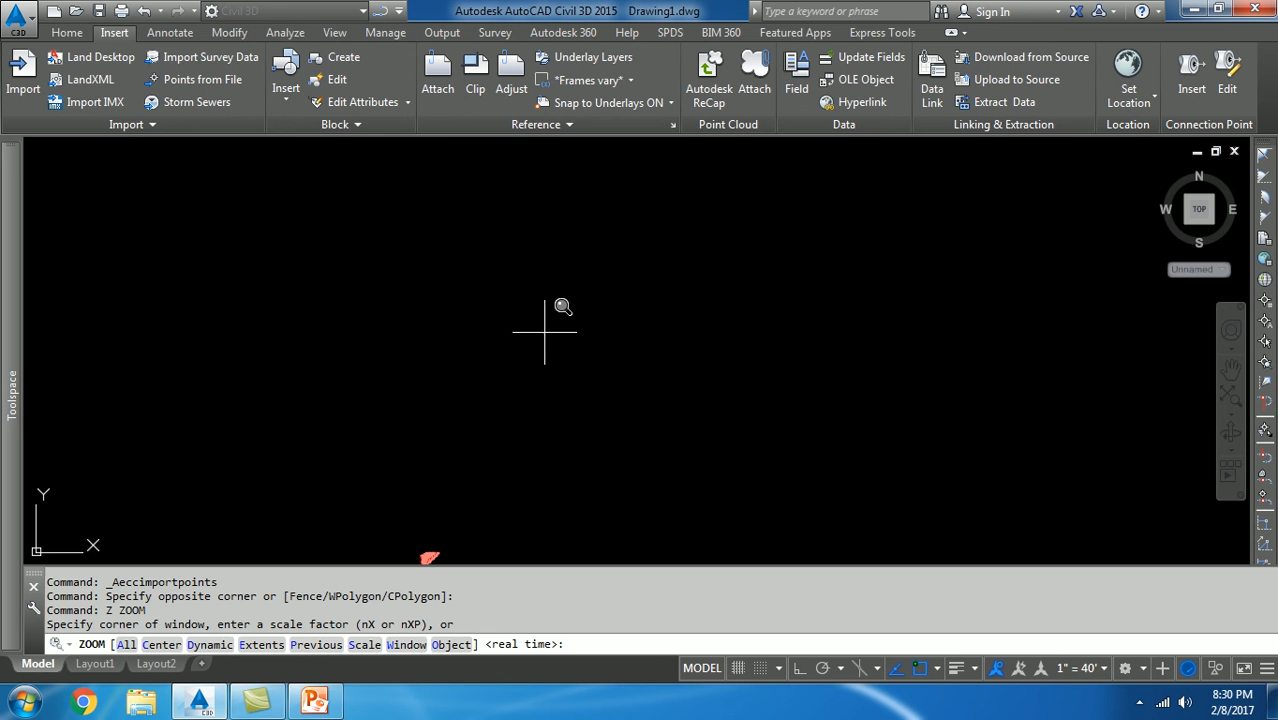 Civil 3D
Autodesk AutoCAD Civil 3D 2015 Drawing1.dwg
Type a keyword or phrase
Sign In
C3D
Home Insert Annotate Modify Analyze View Manage Output Survey Autodesk 360 Help SPDS BIM 360 Featured Apps Express Tools
Import
Land Desktop
LandXML
Import IMX
Import Survey Data
Points from File
Storm Sewers
Import
Insert
Create
Edit
Edit Attributes
Block
Attach
Clip
Adjust
Underlay Layers
*Frames vary*
Snap to Underlays ON
Reference
Autodesk ReCap
Attach
Point Cloud
Field
Update Fields
OLE Object
Hyperlink
Data
Data Link
Download from Source
Upload to Source
Extract Data
Linking & Extraction
Set Location
Location
Insert
Edit
Connection Point
N
W TOP E
S
Unnamed
Toolspace
Y
X
Command: _Aeccimportpoints
Command: Specify opposite corner or [Fence/WPolygon/CPolygon]:
Command: Z ZOOM
Specify corner of window, enter a scale factor (nX or nXP), or
ZOOM [All Center Dynamic Extents Previous Scale Window Object] <real time>:
Model Layout1 Layout2 +
MODEL
1" = 40'
C3D
8:30 PM
2/8/2017